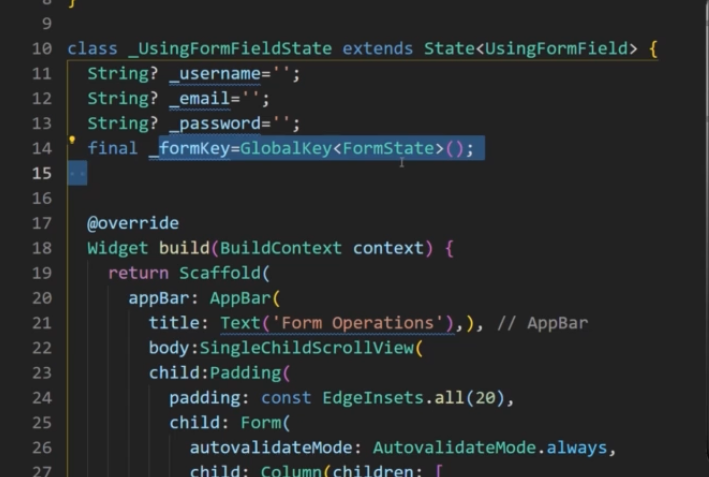 8 }
9
10 class _UsingFormFieldState extends State<UsingFormField> {
11 String? _username='';
12 String? _email='';
13 String? _password='';
14 final _formKey=GlobalKey<FormState>();
15
16
17 @override
18 Widget build(BuildContext context) {
19 return Scaffold(
20 appBar: AppBar(
21 title: Text('Form Operations'),), // AppBar
22 body:SingleChildScrollView(
23 child:Padding(
24 padding: const EdgeInsets.all(20),
25 child: Form(
26 autovalidateMode: AutovalidateMode.always,
27 child: Column(children: [